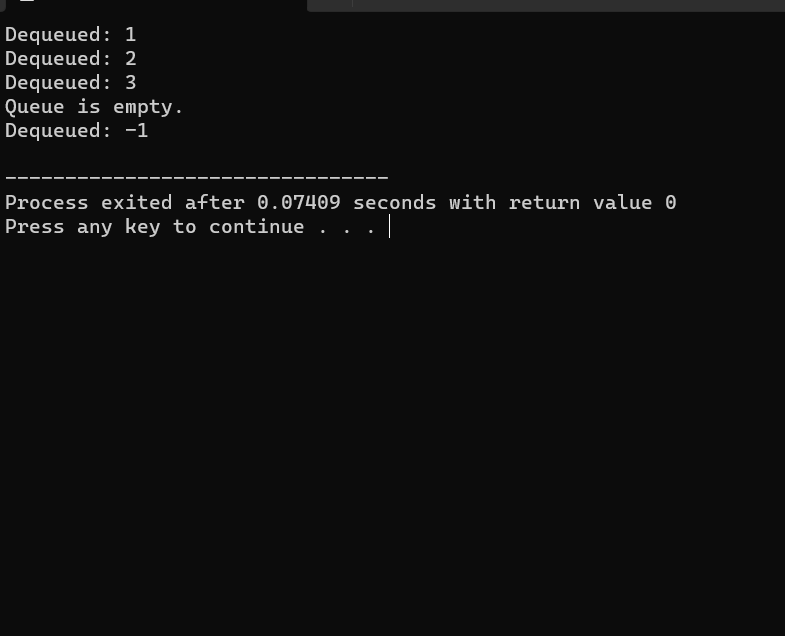 Dequeued: 1
Dequeued: 2
Dequeued: 3
Queue is empty.
Dequeued: -1
--------------------------------
Process exited after 0.07409 seconds with return value 0
Press any key to continue . . .